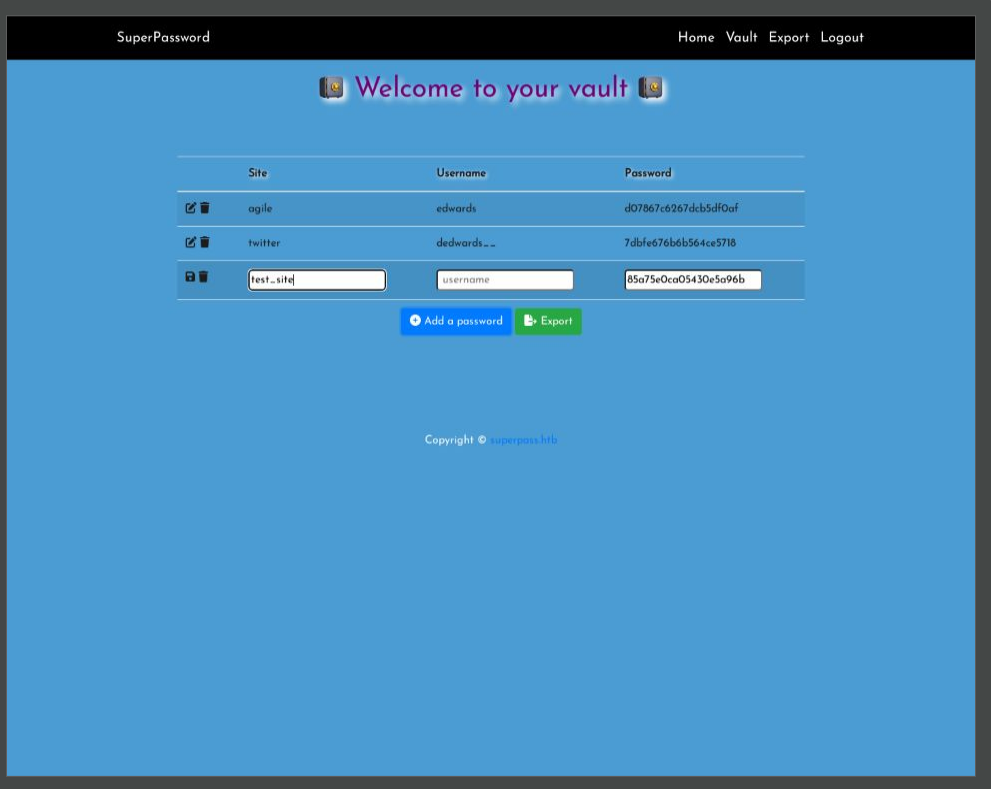 SuperPassword Home Vault Export Logout
Welcome to your vault
Site Username Password
agile edwards d07867c6267dcb5df0af
twitter dedwards__ 7dbfe676b6b564ce5718
test_site username 85a75e0ca05430e5a96b
Add a password Export
Copyright © superpass.htb